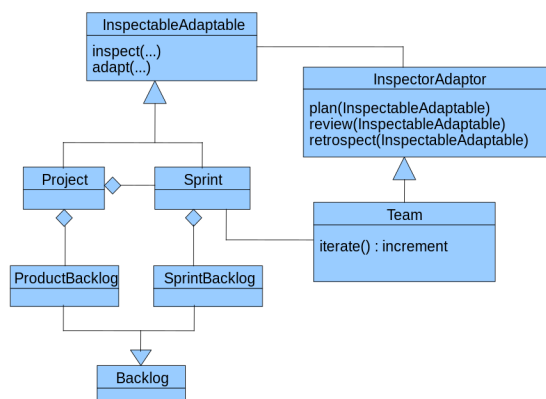 InspectableAdaptable
inspect(...)
adapt(...)
InspectorAdaptor
plan(InspectableAdaptable)
review(InspectableAdaptable)
retrospect(InspectableAdaptable)
Project
Sprint
Team
iterate() : increment
ProductBacklog
SprintBacklog
Backlog